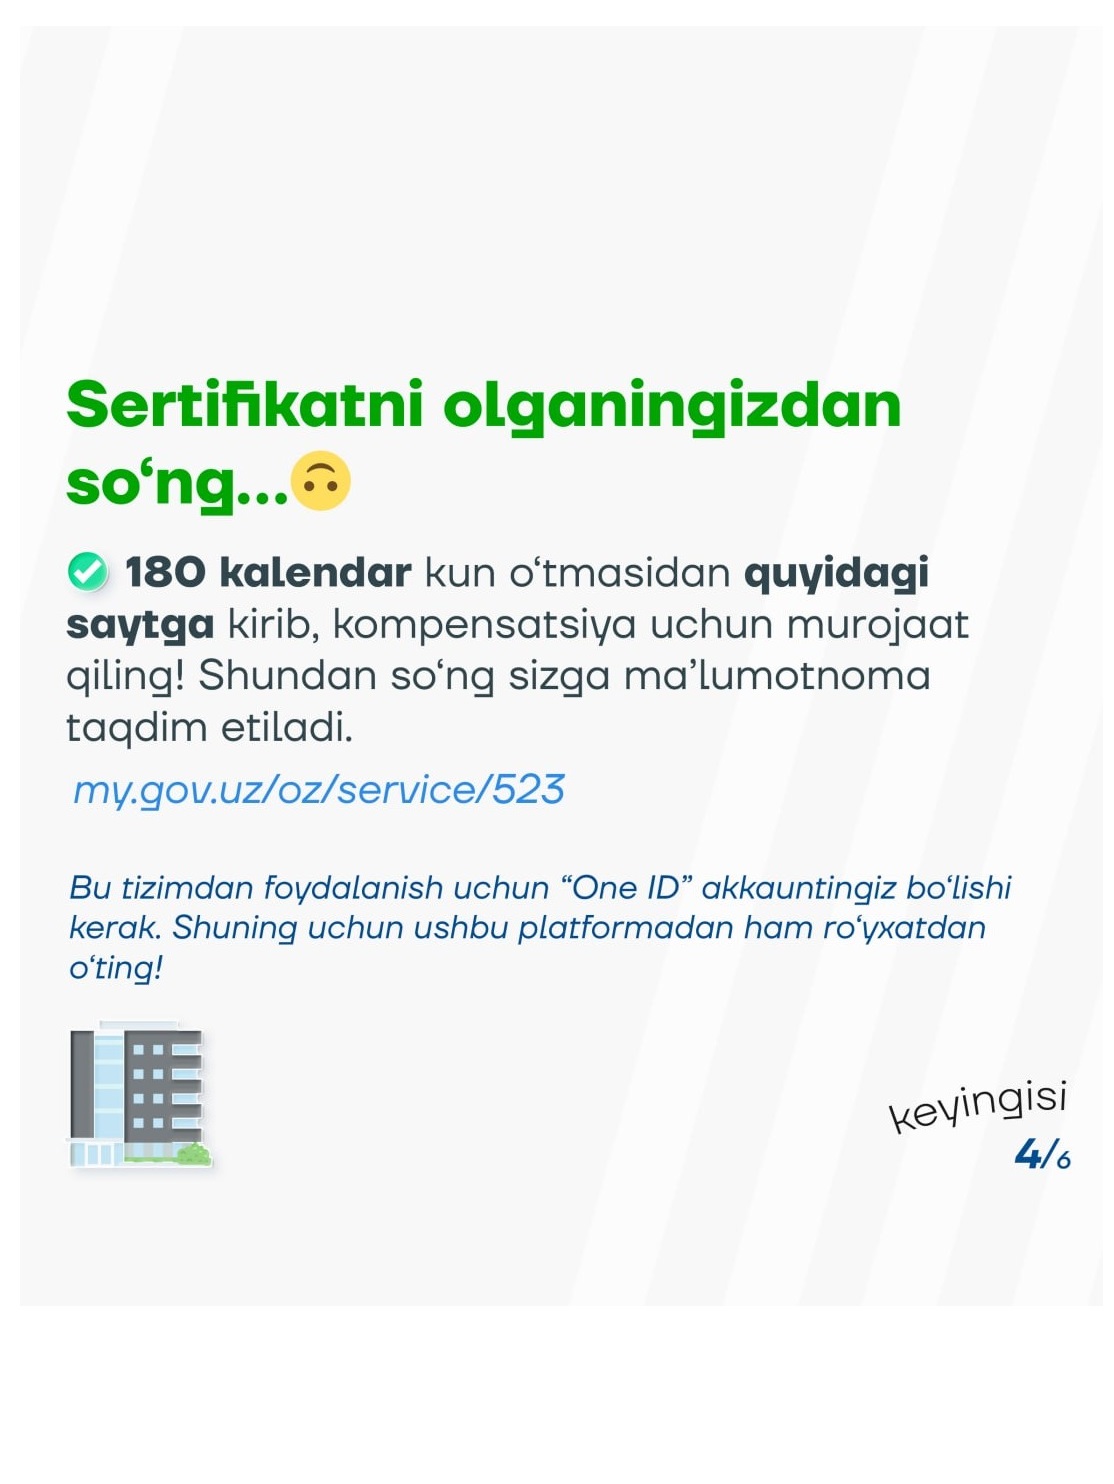 Sertifikatni olganingizdan
so‘ng...🙃
✅ 180 kalendar kun o‘tmasidan quyidagi
saytga kirib, kompensatsiya uchun murojaat
qiling! Shundan so‘ng sizga ma’lumotnoma
taqdim etiladi.
my.gov.uz/oz/service/523
Bu tizimdan foydalanish uchun “One ID” akkauntingiz bo‘lishi
kerak. Shuning uchun ushbu platformadan ham ro‘yxatdan
o‘ting!
keyingisi
4/6